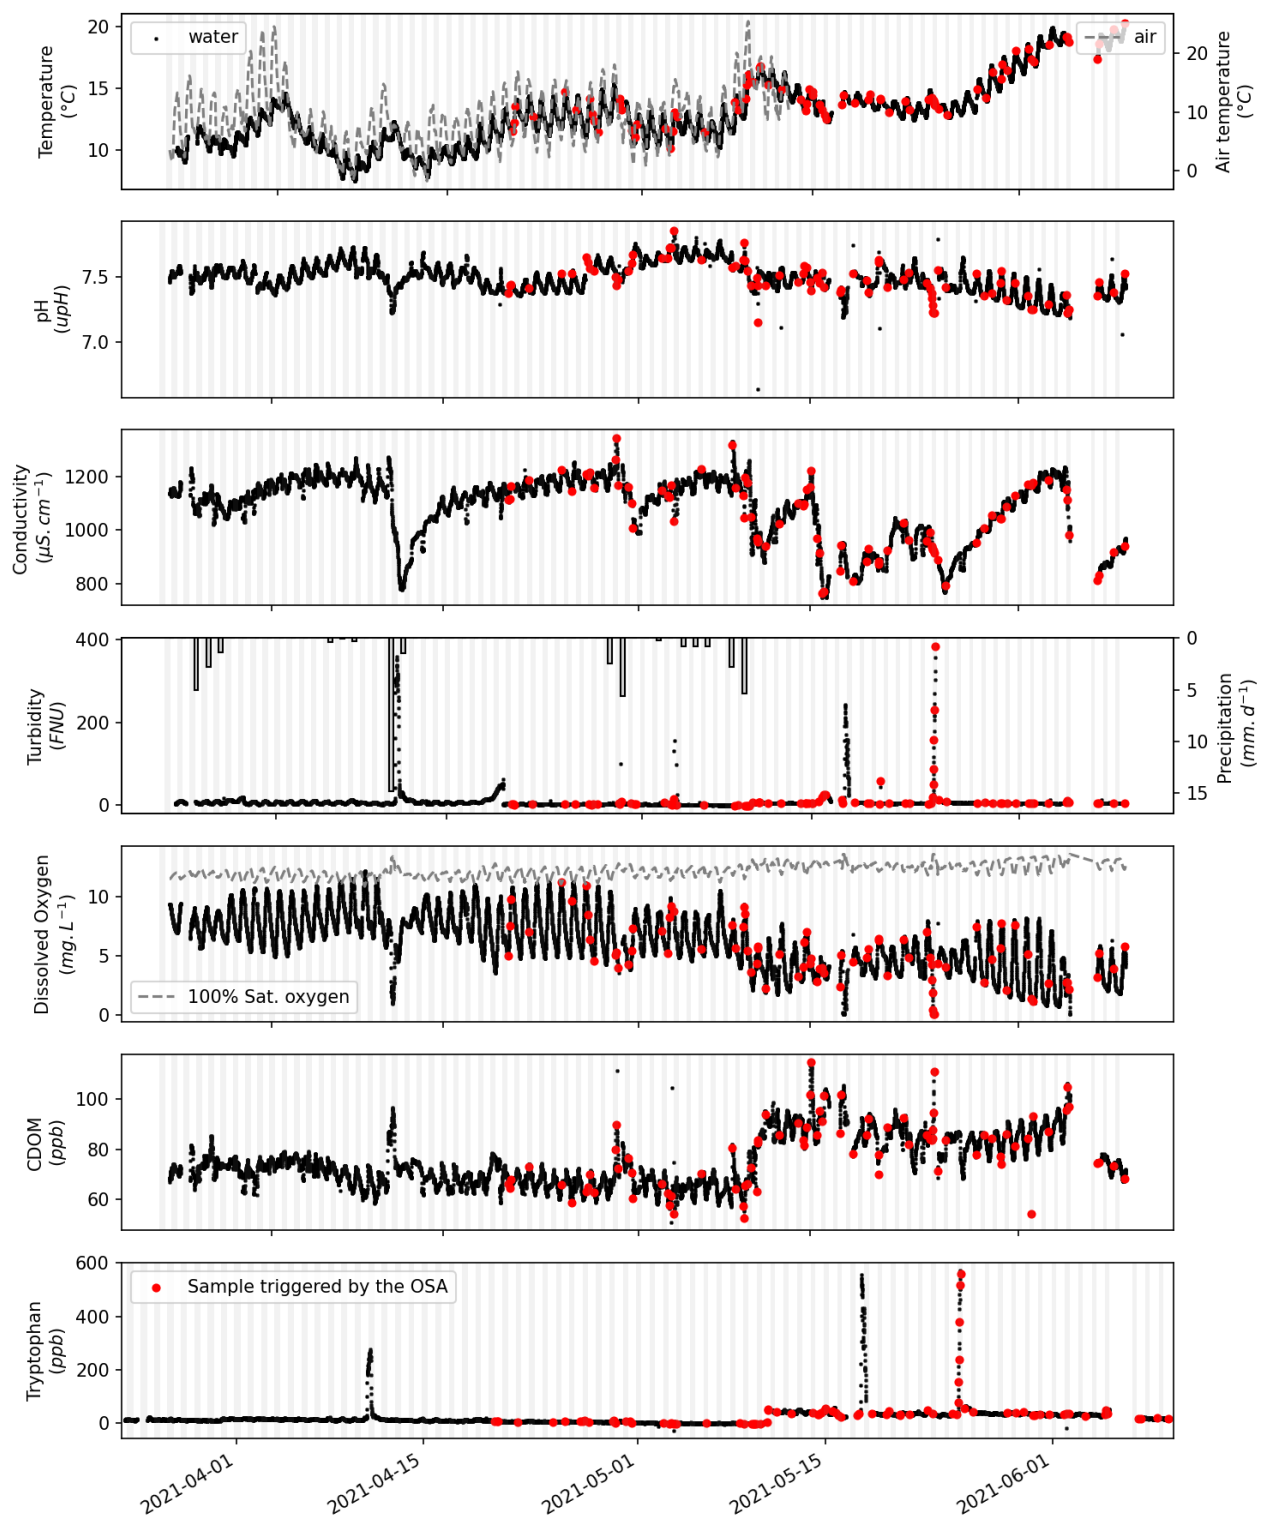 water
air
20
15
10
20
10
0
Temperature
(°C)
Air temperature
(°C)
7.5
7.0
pH
(upH)
1200
1000
800
Conductivity
(μS.cm⁻¹)
400
200
0
0
5
10
15
Turbidity
(FNU)
Precipitation
(mm.d⁻¹)
10
5
0
Dissolved Oxygen
(mg.L⁻¹)
100% Sat. oxygen
100
80
60
CDOM
(ppb)
600
400
200
0
Tryptophan
(ppb)
Sample triggered by the OSA
2021-04-01
2021-04-15
2021-05-01
2021-05-15
2021-06-01